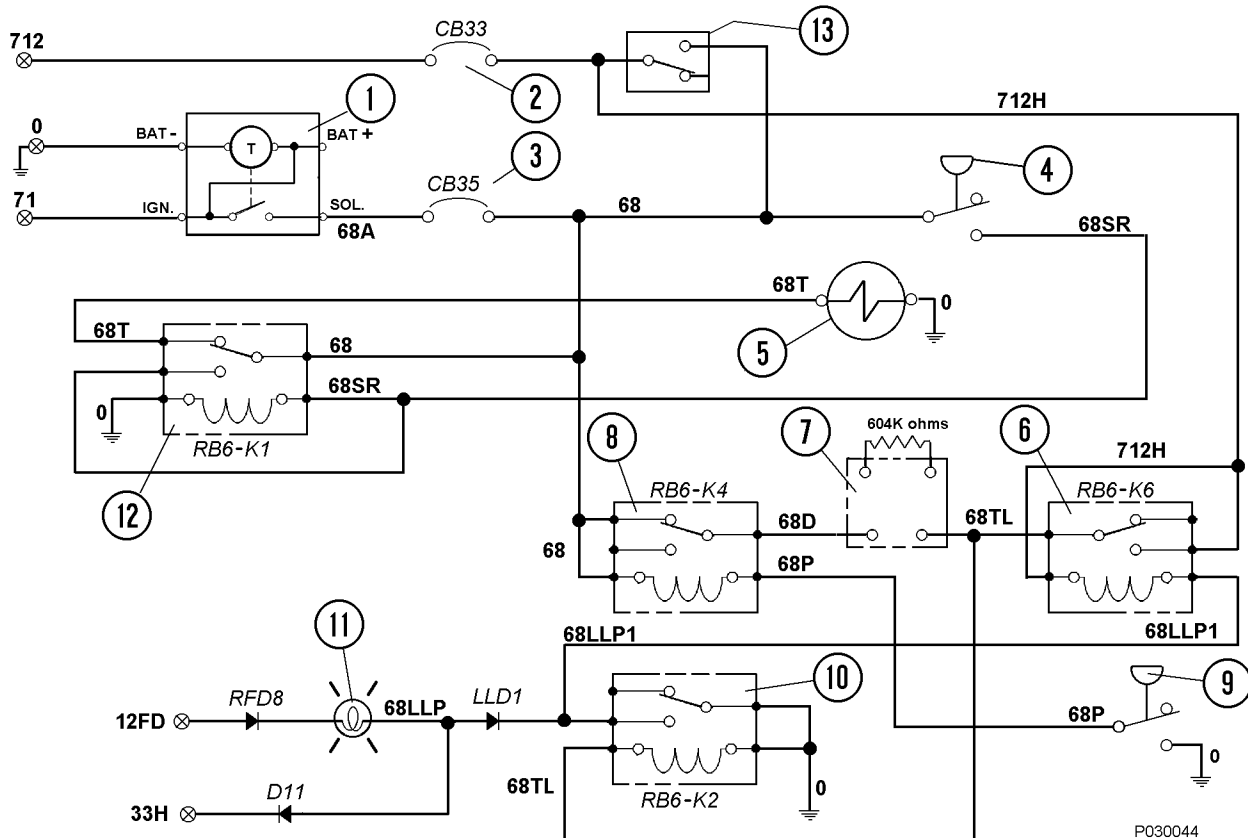 712
CB33
13
1
2
712H
0
BAT -
T
BAT +
3
4
71
IGN.
SOL.
68A
CB35
68
68SR
68T
0
5
68T
68
68SR
0
RB6-K1
12
8
7
604K ohms
6
712H
RB6-K4
RB6-K6
68D
68TL
68
68P
11
68LLP1
68LLP1
10
9
RFD8
68LLP
LLD1
12FD
68P
0
68TL
0
D11
33H
RB6-K2
P030044